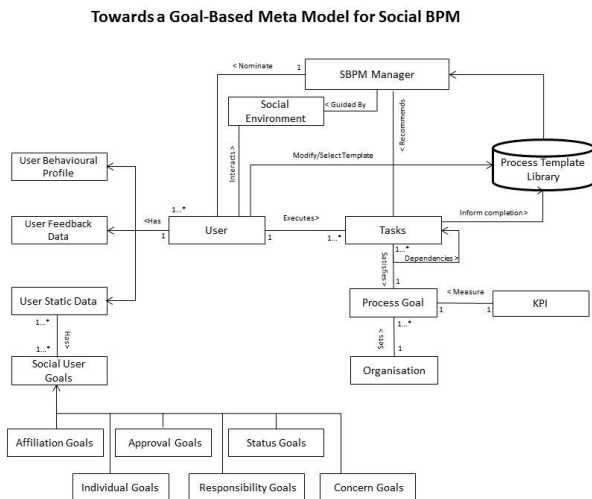 Towards a Goal-Based Meta Model for Social BPM
< Nominate
1
SBPM Manager
1...*
Social
Environment
< Guided By
< Recommends
Interacts >
User Behavioural
Profile
Modify/Select Template
Process Template
Library
User Feedback
Data
<Has
1
1...*
User
1
Executes>
1...*
Tasks
Inform completion>
Dependencies >
1...*
Satisfies>
1
User Static Data
Process Goal
1
< Measure
1
KPI
1...*
Has>
1...*
1...*
Sets >
1
Social User
Goals
Organisation
Affiliation Goals
Approval Goals
Status Goals
Individual Goals
Responsibility Goals
Concern Goals